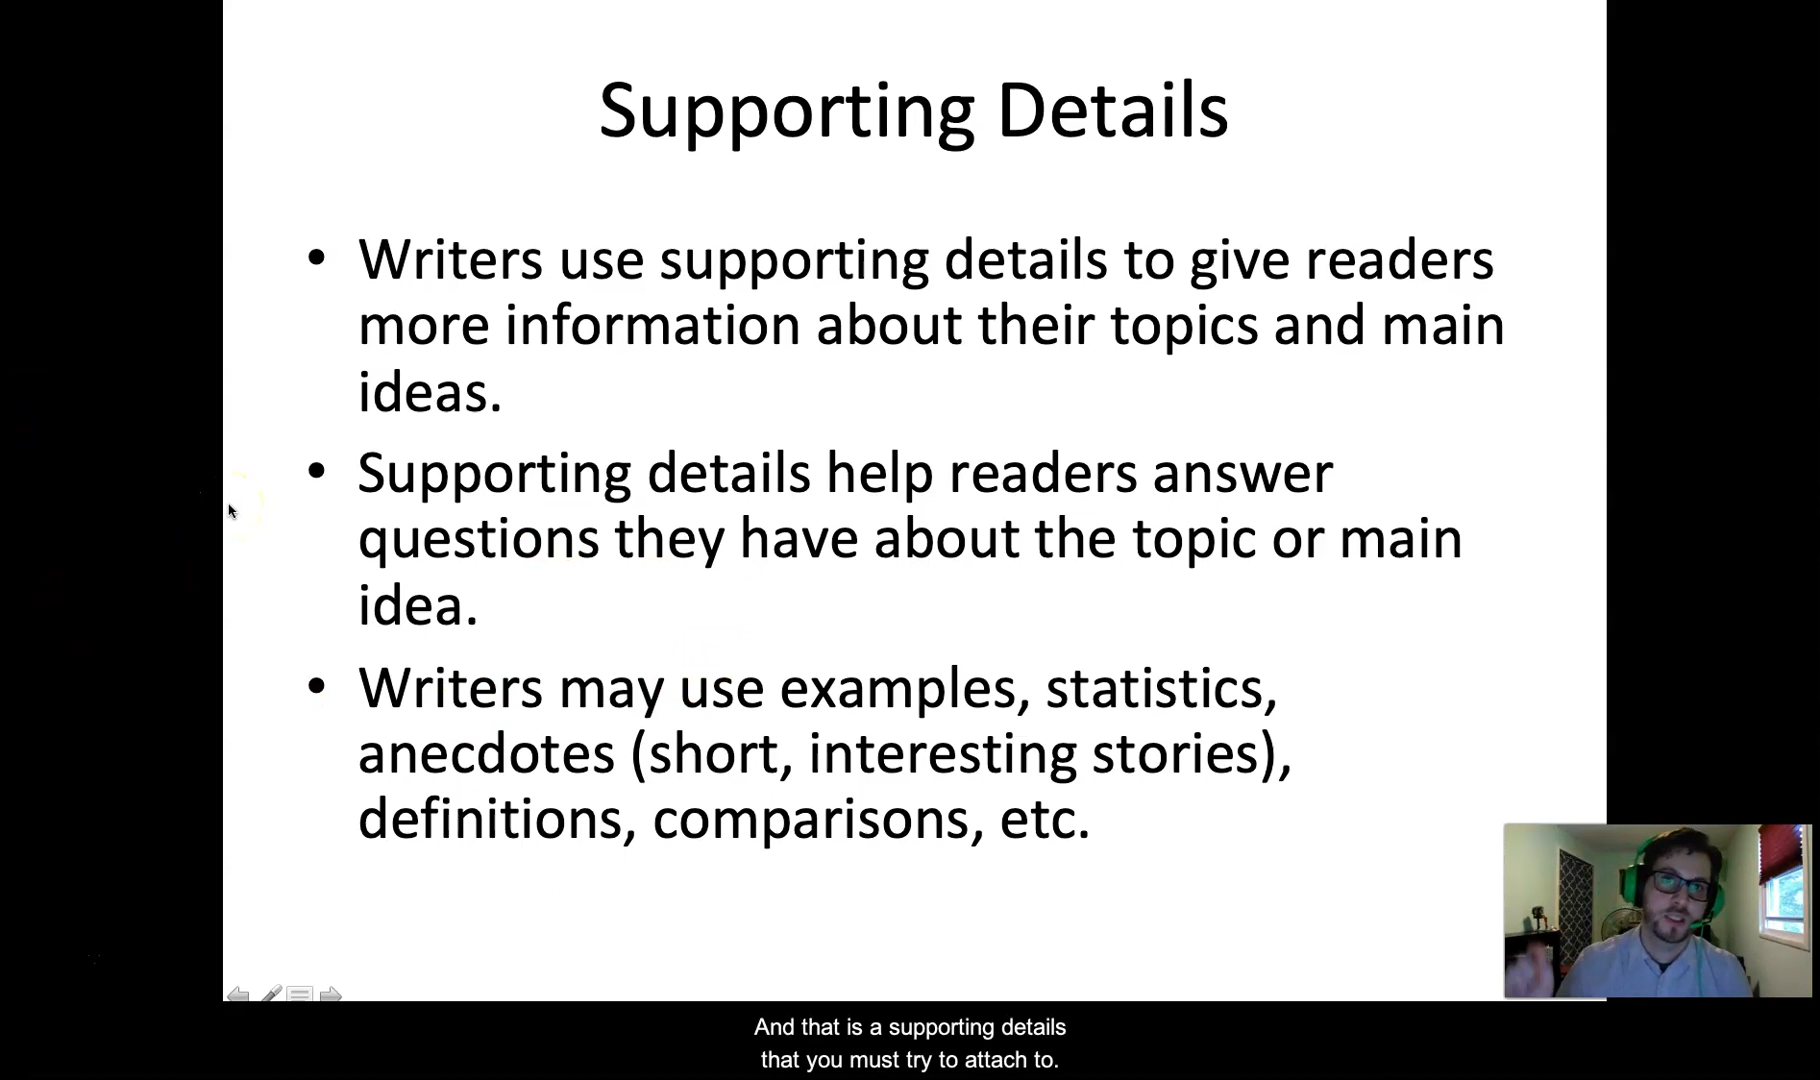 Supporting Details
• Writers use supporting details to give readers
more information about their topics and main
ideas.
• Supporting details help readers answer
questions they have about the topic or main
idea.
• Writers may use examples, statistics,
anecdotes (short, interesting stories),
definitions, comparisons, etc.
And that is a supporting details
that you must try to attach to.